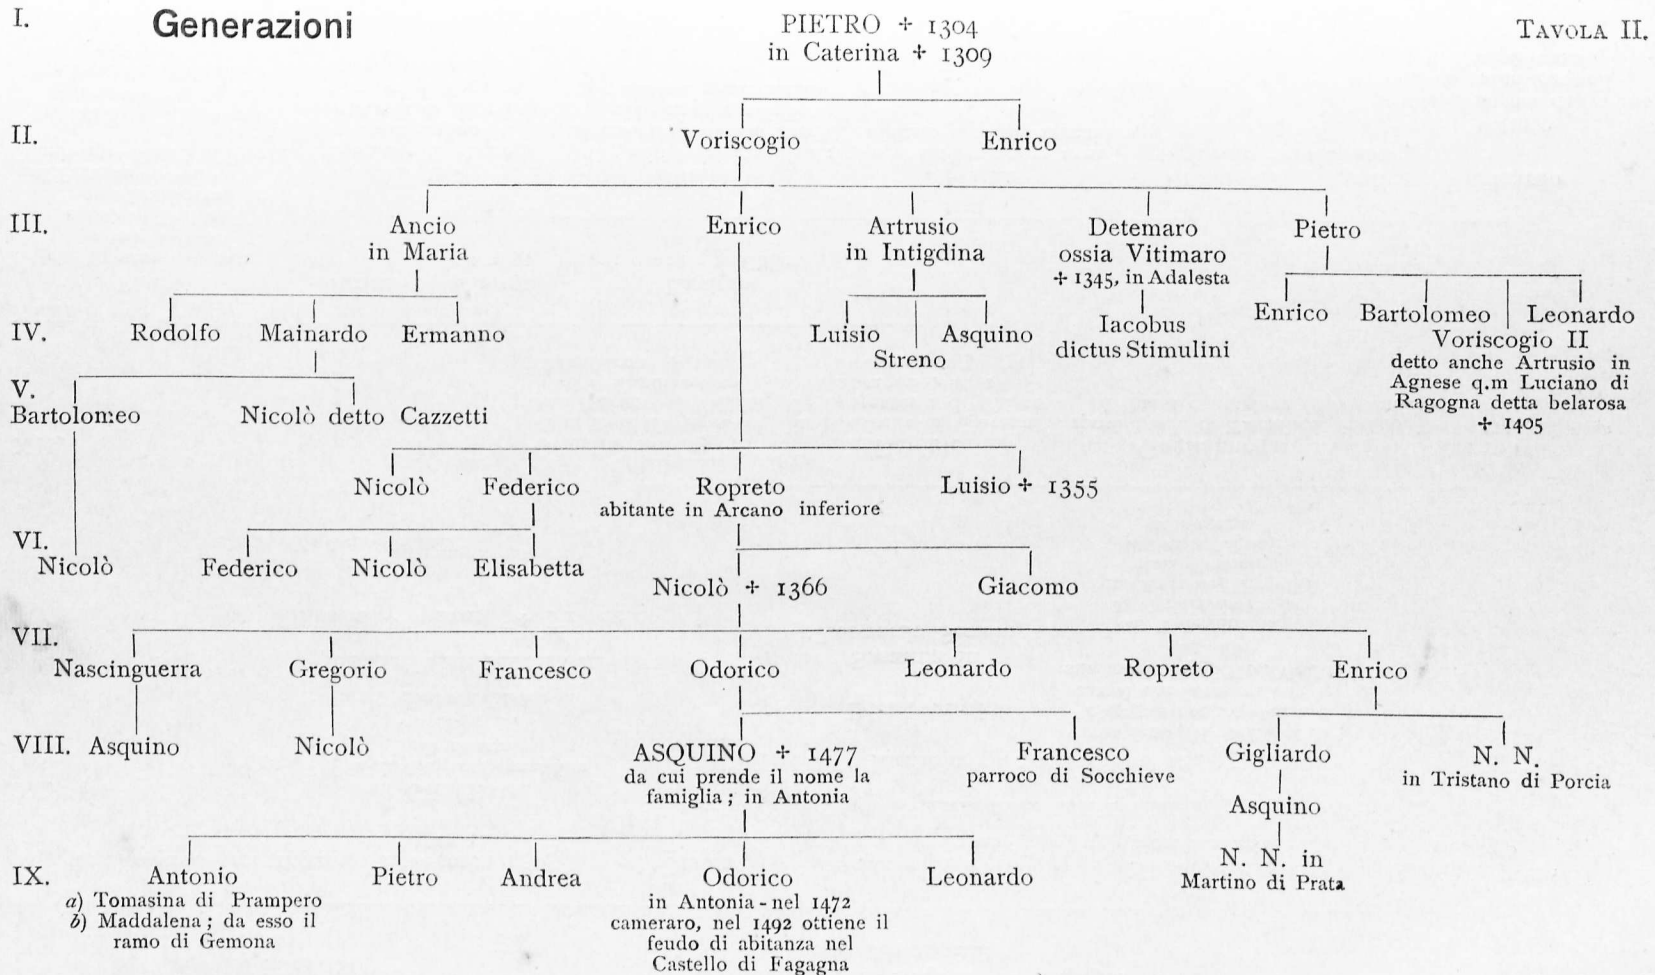 I. Generazioni
PIETRO ✢ 1304
in Caterina ✢ 1309
TAVOLA II.
II.
Voriscogio
Enrico
III.
Ancio
in Maria
Enrico
Artrusio
in Intigdina
Detemaro
ossia Vitimaro
✢ 1345, in Adalesta
Pietro
IV.
Rodolfo
Mainardo
Ermanno
Luisio
Streno
Asquino
Iacobus
dictus Stimulini
Enrico
Bartolomeo
Leonardo
Voriscogio II
detto anche Artrusio in
Agnese q.m Luciano di
Ragogna detta belarosa
✢ 1405
V.
Bartolomeo
Nicolò detto Cazzetti
Nicolò
Federico
Ropreto
abitante in Arcano inferiore
Luisio ✢ 1355
VI.
Nicolò
Federico
Nicolò
Elisabetta
Nicolò ✢ 1366
Giacomo
VII.
Nascinguerra
Gregorio
Francesco
Odorico
Leonardo
Ropreto
Enrico
VIII.
Asquino
Nicolò
ASQUINO ✢ 1477
da cui prende il nome la
famiglia ; in Antonia
Francesco
parroco di Socchieve
Gigliardo
N. N.
in Tristano di Porcia
Asquino
N. N. in
Martino di Prata
IX.
Antonio
a) Tomasina di Prampero
b) Maddalena ; da esso il
ramo di Gemona
Pietro
Andrea
Odorico
in Antonia - nel 1472
cameraro, nel 1492 ottiene il
feudo di abitanza nel
Castello di Fagagna
Leonardo